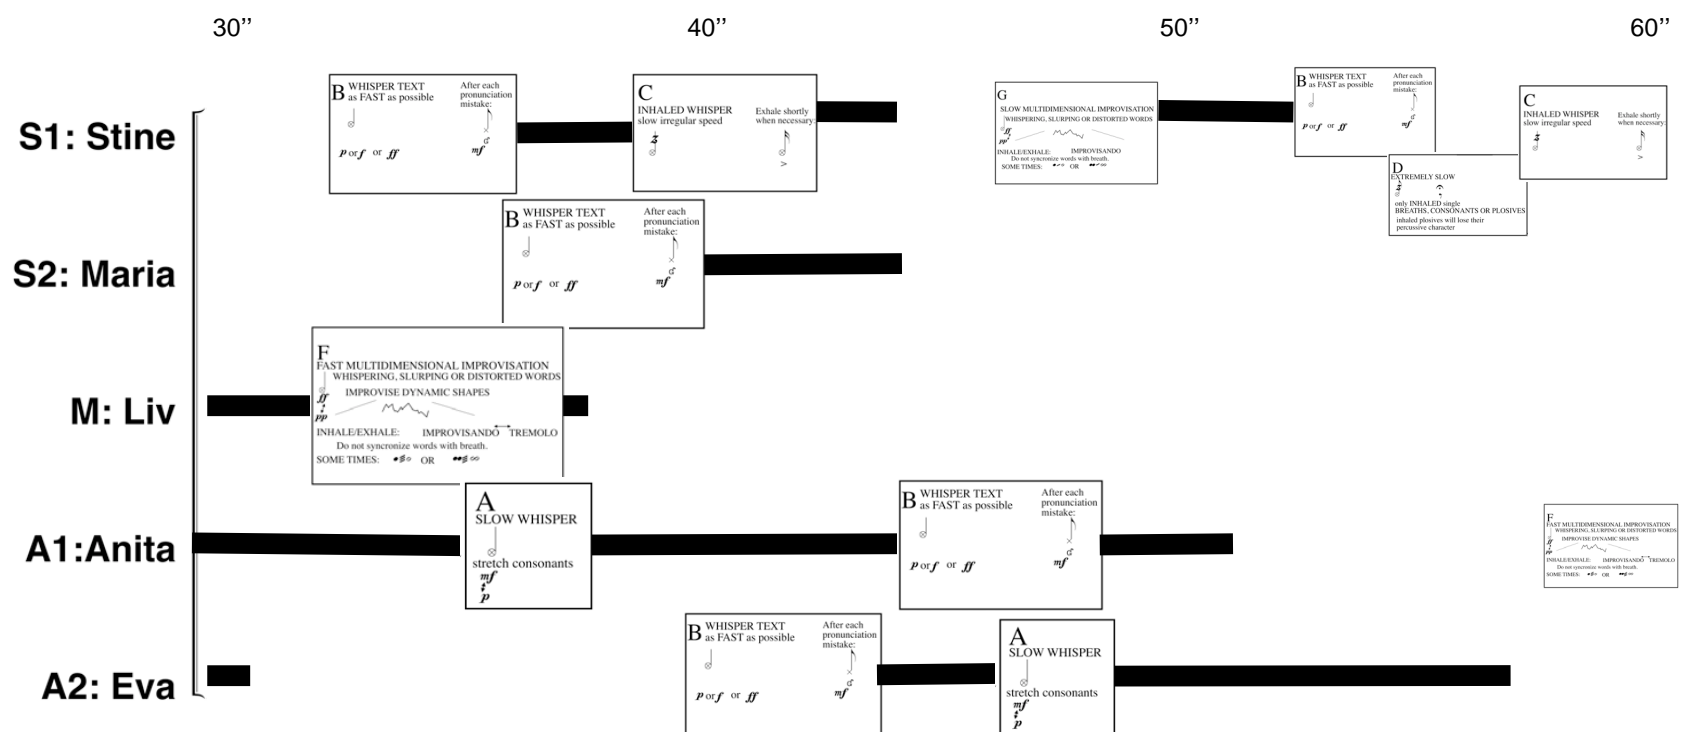 30’’ 40’’ 50’’ 60’’
S1: Stine
B WHISPER TEXT
as FAST as possible
After each
pronunciation
mistake:
p or f or ff
mf
C
INHALED WHISPER
slow irregular speed
Exhale shortly
when necessary:
G
SLOW MULTIDIMENSIONAL IMPROVISATION
WHISPERING, SLURPING OR DISTORTED WORDS
ff
pp
INHALE/EXHALE: IMPROVISANDO
Do not syncronize words with breath.
SOME TIMES: OR
B WHISPER TEXT
as FAST as possible
After each
pronunciation
mistake:
p or f or ff
mf
D
EXTREMELY SLOW
only INHALED single
BREATHS, CONSONANTS OR PLOSIVES
inhaled plosives will lose their
percussive character
C
INHALED WHISPER
slow irregular speed
Exhale shortly
when necessary:
S2: Maria
B WHISPER TEXT
as FAST as possible
After each
pronunciation
mistake:
p or f or ff
mf
M: Liv
F
FAST MULTIDIMENSIONAL IMPROVISATION
WHISPERING, SLURPING OR DISTORTED WORDS
IMPROVISE DYNAMIC SHAPES
ff
pp
INHALE/EXHALE: IMPROVISANDO TREMOLO
Do not syncronize words with breath.
SOME TIMES: OR
A1:Anita
A
SLOW WHISPER
stretch consonants
mf
p
B WHISPER TEXT
as FAST as possible
After each
pronunciation
mistake:
p or f or ff
mf
F
FAST MULTIDIMENSIONAL IMPROVISATION
WHISPERING, SLURPING OR DISTORTED WORDS
IMPROVISE DYNAMIC SHAPES
ff
pp
INHALE/EXHALE: IMPROVISANDO TREMOLO
Do not syncronize words with breath.
SOME TIMES: OR
A2: Eva
B WHISPER TEXT
as FAST as possible
After each
pronunciation
mistake:
p or f or ff
mf
A
SLOW WHISPER
stretch consonants
mf
p